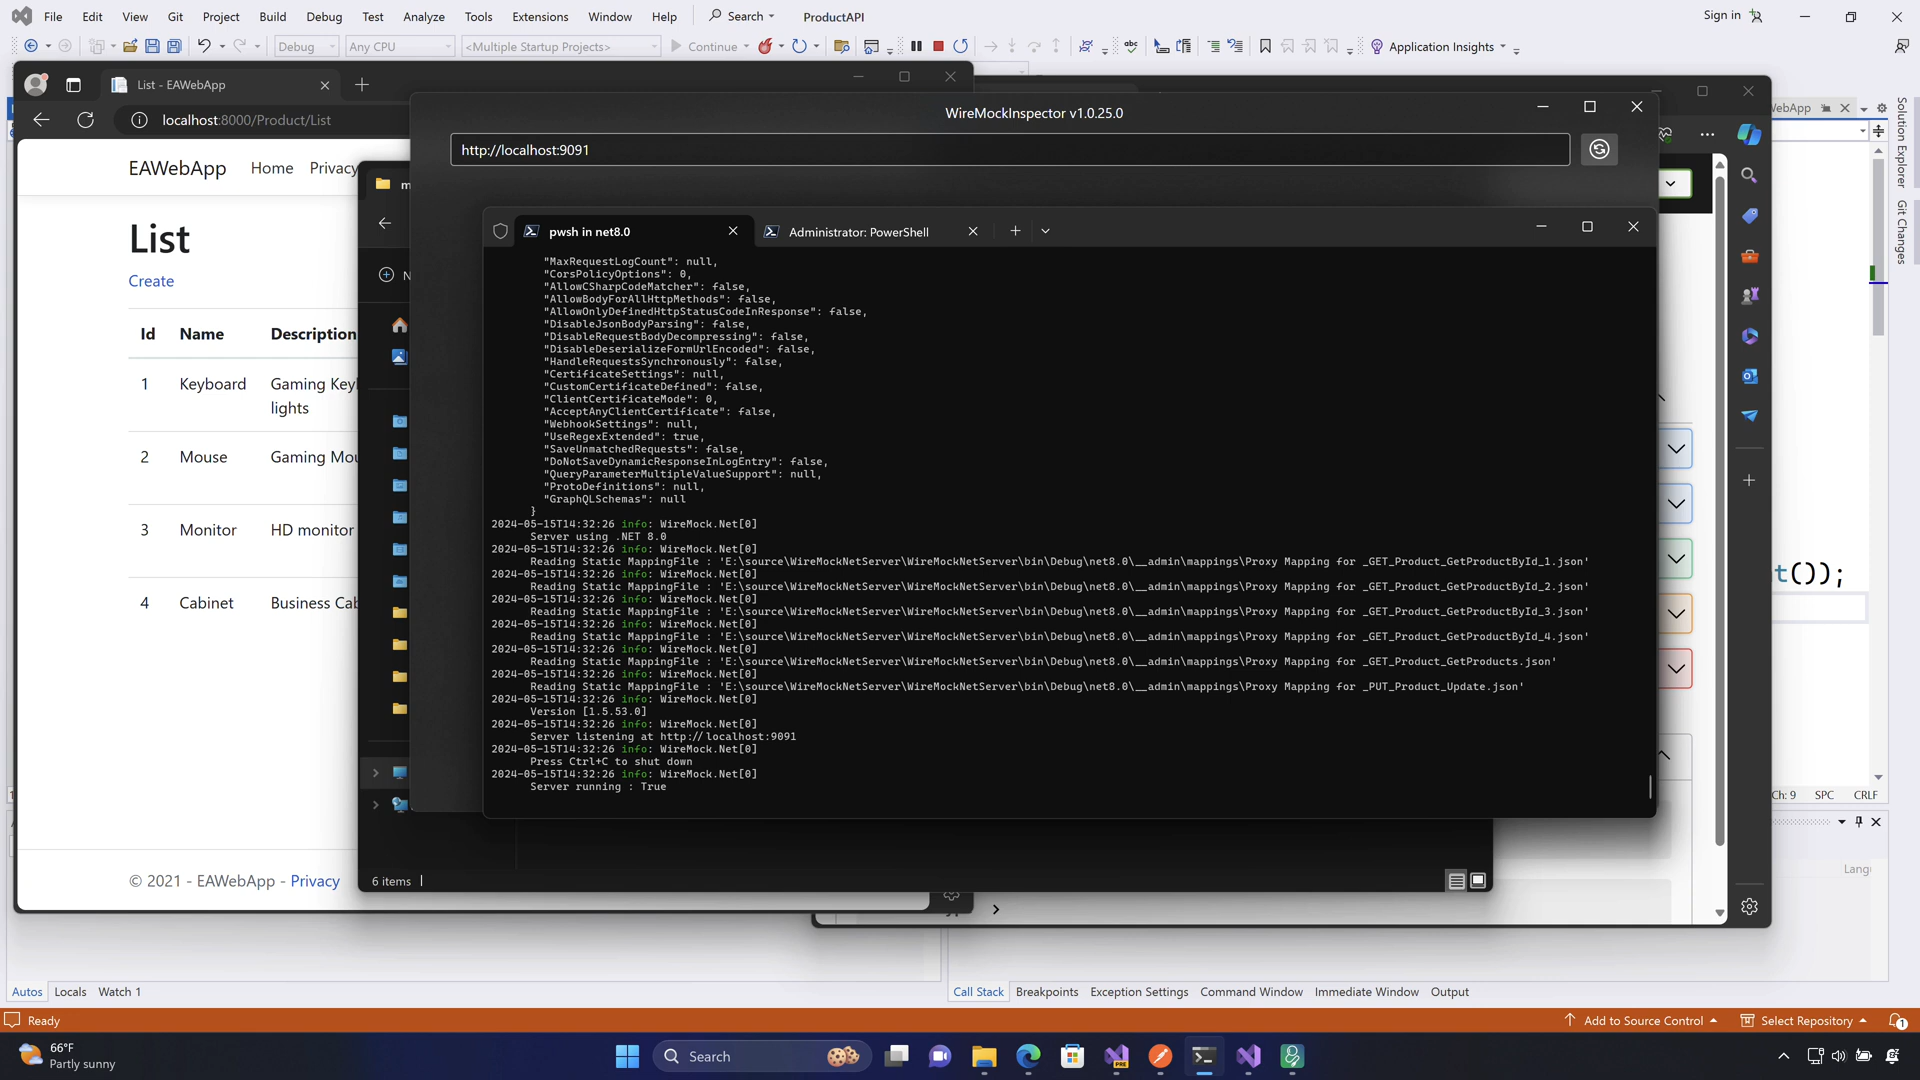 File Edit View Git Project Build Debug Test Analyze Tools Extensions Window Help Search ProductAPI Sign in
Debug Any CPU <Multiple Startup Projects> Continue Application Insights
List - EAWebApp
localhost:8000/Product/List
EAWebApp Home Privacy
List
Create
Id Name Description
1 Keyboard Gaming Key
lights
2 Mouse Gaming Mou
3 Monitor HD monitor
4 Cabinet Business Cab
© 2021 - EAWebApp - Privacy
6 items
WireMockInspector v1.0.25.0
http://localhost:9091
pwsh in net8.0 Administrator: PowerShell
"MaxRequestLogCount": null,
"CorsPolicyOptions": 0,
"AllowCSharpCodeMatcher": false,
"AllowBodyForAllHttpMethods": false,
"AllowOnlyDefinedHttpStatusCodeInResponse": false,
"DisableJsonBodyParsing": false,
"DisableRequestBodyDecompressing": false,
"DisableDeserializeFormUrlEncoded": false,
"HandleRequestsSynchronously": false,
"CertificateSettings": null,
"CustomCertificateDefined": false,
"ClientCertificateMode": 0,
"AcceptAnyClientCertificate": false,
"WebhookSettings": null,
"UseRegexExtended": true,
"SaveUnmatchedRequests": false,
"DoNotSaveDynamicResponseInLogEntry": false,
"QueryParameterMultipleValueSupport": null,
"ProtoDefinitions": null,
"GraphQLSchemas": null
}
2024-05-15T14:32:26 info: WireMock.Net[0]
Server using .NET 8.0
2024-05-15T14:32:26 info: WireMock.Net[0]
Reading Static MappingFile : 'E:\source\WireMockNetServer\WireMockNetServer\bin\Debug\net8.0\__admin\mappings\Proxy Mapping for _GET_Product_GetProductById_1.json'
2024-05-15T14:32:26 info: WireMock.Net[0]
Reading Static MappingFile : 'E:\source\WireMockNetServer\WireMockNetServer\bin\Debug\net8.0\__admin\mappings\Proxy Mapping for _GET_Product_GetProductById_2.json'
2024-05-15T14:32:26 info: WireMock.Net[0]
Reading Static MappingFile : 'E:\source\WireMockNetServer\WireMockNetServer\bin\Debug\net8.0\__admin\mappings\Proxy Mapping for _GET_Product_GetProductById_3.json'
2024-05-15T14:32:26 info: WireMock.Net[0]
Reading Static MappingFile : 'E:\source\WireMockNetServer\WireMockNetServer\bin\Debug\net8.0\__admin\mappings\Proxy Mapping for _GET_Product_GetProductById_4.json'
2024-05-15T14:32:26 info: WireMock.Net[0]
Reading Static MappingFile : 'E:\source\WireMockNetServer\WireMockNetServer\bin\Debug\net8.0\__admin\mappings\Proxy Mapping for _GET_Product_GetProducts.json'
2024-05-15T14:32:26 info: WireMock.Net[0]
Reading Static MappingFile : 'E:\source\WireMockNetServer\WireMockNetServer\bin\Debug\net8.0\__admin\mappings\Proxy Mapping for _PUT_Product_Update.json'
2024-05-15T14:32:26 info: WireMock.Net[0]
Version [1.5.53.0]
2024-05-15T14:32:26 info: WireMock.Net[0]
Server listening at http://localhost:9091
2024-05-15T14:32:26 info: WireMock.Net[0]
Press Ctrl+C to shut down
2024-05-15T14:32:26 info: WireMock.Net[0]
Server running : True
WebApp
t());
Solution Explorer
Git Changes
Ch: 9 SPC CRLF
Lang
Autos Locals Watch 1
Call Stack Breakpoints Exception Settings Command Window Immediate Window Output
Ready Add to Source Control Select Repository 1
66°F
Partly sunny
Search